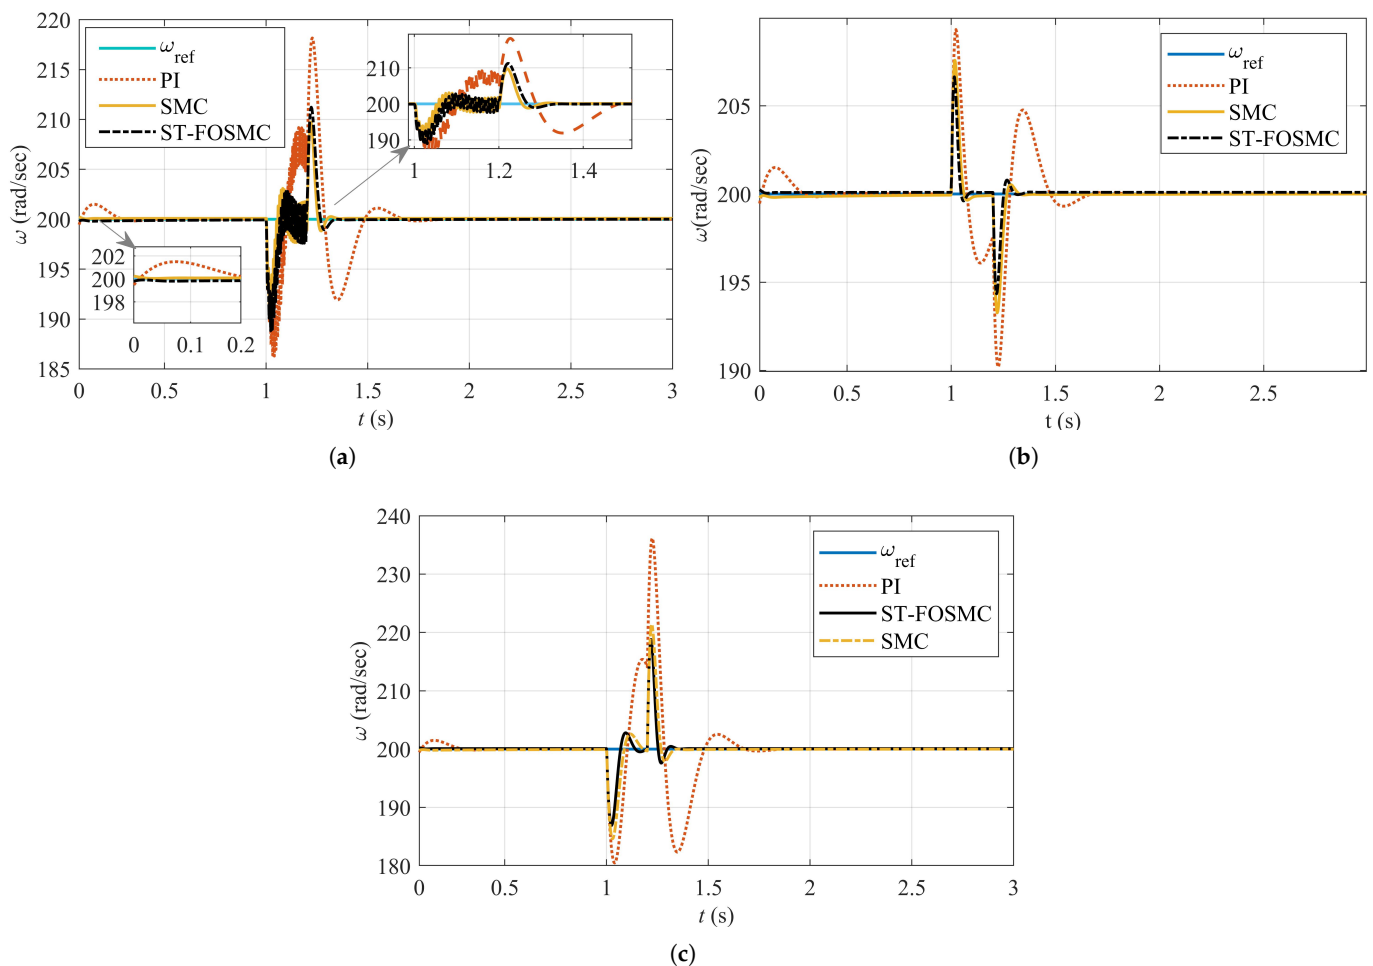 220
215
210
205
200
195
190
185
ω (rad/sec)
ω_ref
PI
SMC
ST-FOSMC
210
200
190
1
1.2
1.4
202
200
198
0
0.1
0.2
0
0.5
1
1.5
2
2.5
3
t (s)
(a)
205
200
195
190
ω(rad/sec)
ω_ref
PI
SMC
ST-FOSMC
0
0.5
1
1.5
2
2.5
t (s)
(b)
240
230
220
210
200
190
180
ω (rad/sec)
ω_ref
PI
ST-FOSMC
SMC
0
0.5
1
1.5
2
2.5
3
t (s)
(c)